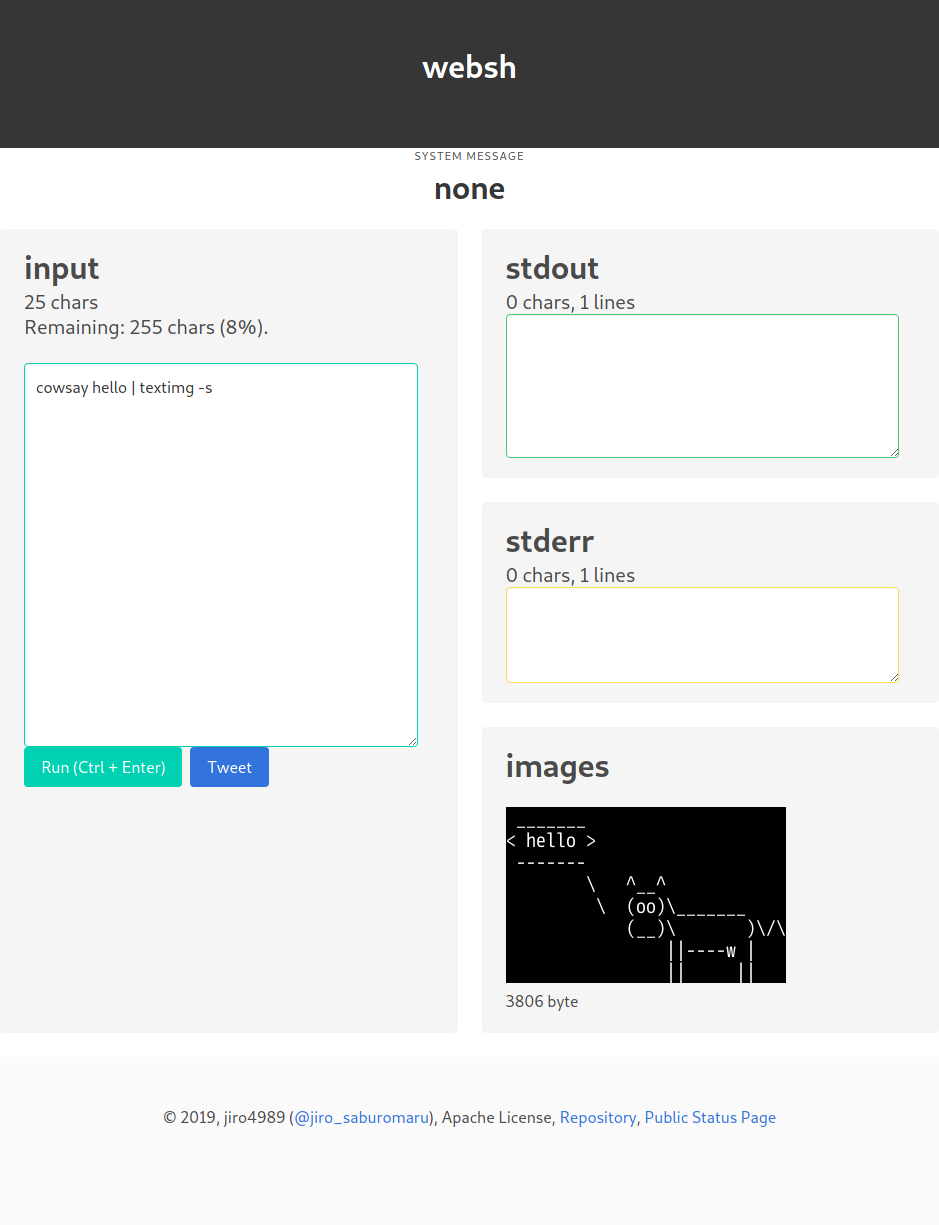 websh
SYSTEM MESSAGE
none
input
25 chars
Remaining: 255 chars (8%).
cowsay hello | textimg -s
Run (Ctrl + Enter)
Tweet
stdout
0 chars, 1 lines
stderr
0 chars, 1 lines
images
 _______
< hello >
 -------
        \   ^__^
         \  (oo)\_______
            (__)\       )\/\
                ||----w |
                ||     ||
3806 byte
© 2019, jiro4989 (@jiro_saburomaru), Apache License, Repository, Public Status Page